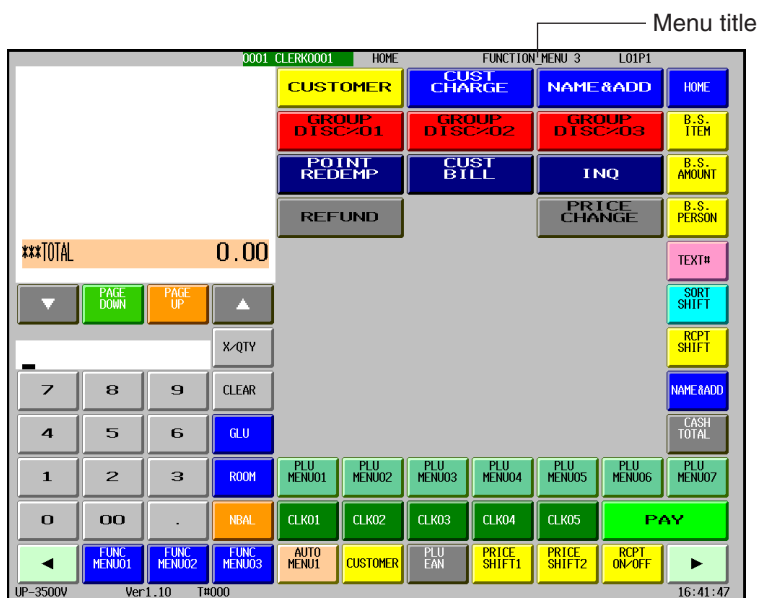 Menu title
0001 CLERK0001 HOME FUNCTION_MENU 3 L01P1
CUSTOMER
CUST
CHARGE
NAME&ADD
HOME
GROUP
DISC%01
GROUP
DISC%02
GROUP
DISC%03
B.S.
ITEM
POINT
REDEMP
CUST
BILL
INQ
B.S.
AMOUNT
REFUND
PRICE
CHANGE
B.S.
PERSON
***TOTAL 0.00
TEXT#
PAGE
DOWN
PAGE
UP
SORT
SHIFT
X/QTY
RCPT
SHIFT
7 8 9 CLEAR
NAME&ADD
4 5 6 GLU
CASH
TOTAL
1 2 3 ROOM
PLU
MENU01
PLU
MENU02
PLU
MENU03
PLU
MENU04
PLU
MENU05
PLU
MENU06
PLU
MENU07
0 00 . NBAL CLK01 CLK02 CLK03 CLK04 CLK05 PAY
FUNC
MENU01
FUNC
MENU02
FUNC
MENU03
AUTO
MENU1
CUSTOMER
PLU
EAN
PRICE
SHIFT1
PRICE
SHIFT2
RCPT
ON/OFF
UP-3500V Ver1.10 T#000 16:41:47